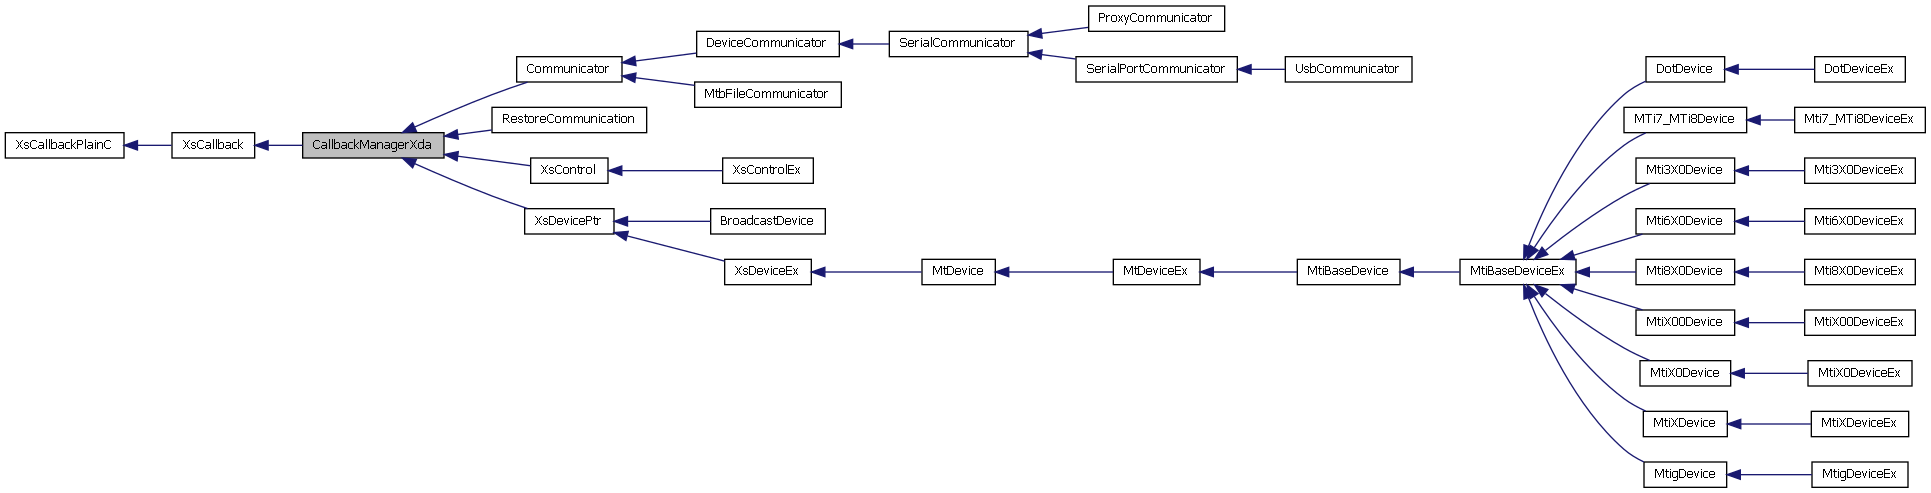 ProxyCommunicator
DeviceCommunicator
SerialCommunicator
Communicator
SerialPortCommunicator
UsbCommunicator
DotDevice
DotDeviceEx
MtbFileCommunicator
RestoreCommunication
MTi7_MTi8Device
Mti7_MTi8DeviceEx
XsCallbackPlainC
XsCallback
CallbackManagerXda
XsControl
XsControlEx
Mti3X0Device
Mti3X0DeviceEx
XsDevicePtr
BroadcastDevice
Mti6X0Device
Mti6X0DeviceEx
XsDeviceEx
MtDevice
MtDeviceEx
MtiBaseDevice
MtiBaseDeviceEx
Mti8X0Device
Mti8X0DeviceEx
MtiX00Device
MtiX00DeviceEx
MtiX0Device
MtiX0DeviceEx
MtiXDevice
MtiXDeviceEx
MtigDevice
MtigDeviceEx